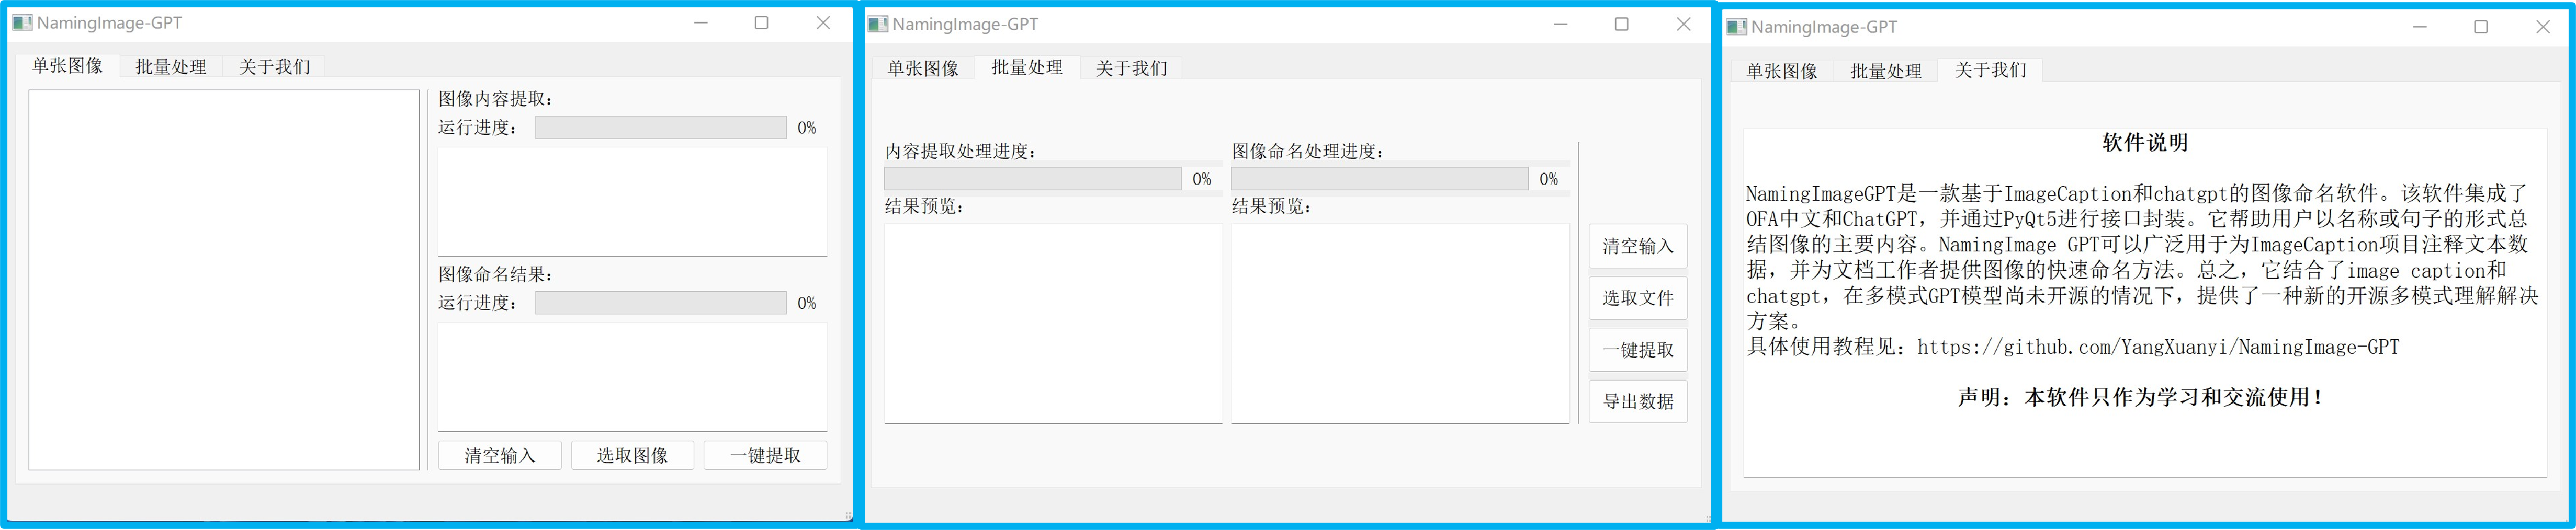 NamingImage-GPT
单张图像 批量处理 关于我们
图像内容提取：
运行进度： 0%
图像命名结果：
运行进度： 0%
清空输入 选取图像 一键提取
NamingImage-GPT
单张图像 批量处理 关于我们
内容提取处理进度： 图像命名处理进度：
0% 0%
结果预览： 结果预览：
清空输入
选取文件
一键提取
导出数据
NamingImage-GPT
单张图像 批量处理 关于我们
软件说明
NamingImageGPT是一款基于ImageCaption和chatgpt的图像命名软件。该软件集成了
OFA中文和ChatGPT，并通过PyQt5进行接口封装。它帮助用户以名称或句子的形式总
结图像的主要内容。NamingImage GPT可以广泛用于为ImageCaption项目注释文本数
据，并为文档工作者提供图像的快速命名方法。总之，它结合了image caption和
chatgpt，在多模式GPT模型尚未开源的情况下，提供了一种新的开源多模式理解解决
方案。
具体使用教程见：https://github.com/YangXuanyi/NamingImage-GPT
声明：本软件只作为学习和交流使用！